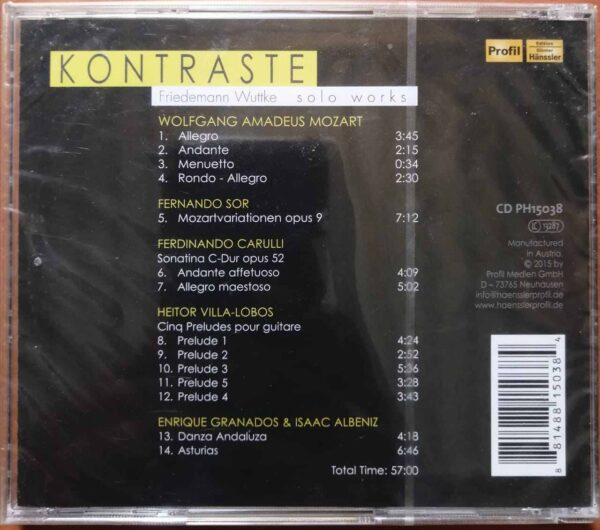 KONTRASTE
Friedemann Wuttke solo works
Profil
Edition
Günter
Hänssler
WOLFGANG AMADEUS MOZART
1. Allegro 3:45
2. Andante 2:15
3. Menuetto 0:34
4. Rondo - Allegro 2:30
FERNANDO SOR
5. Mozartvariationen opus 9 7:12
FERDINANDO CARULLI
Sonatina C-Dur opus 52
6. Andante affetuoso 4:09
7. Allegro maestoso 5:02
HEITOR VILLA-LOBOS
Cinq Preludes pour guitare
8. Prelude 1 4:24
9. Prelude 2 2:52
10. Prelude 3 5:36
11. Prelude 5 3:28
12. Prelude 4 3:43
ENRIQUE GRANADOS & ISAAC ALBENIZ
13. Danza Andaluza 4:18
14. Asturias 6:46
Total Time: 57:00
CD PH15038
LC 13287
Manufactured
in Austria.
© 2015 by
Profil Medien GmbH
D – 73765 Neuhausen
info@haensslerprofil.de
www.haensslerprofil.de
8 81488 15038 4